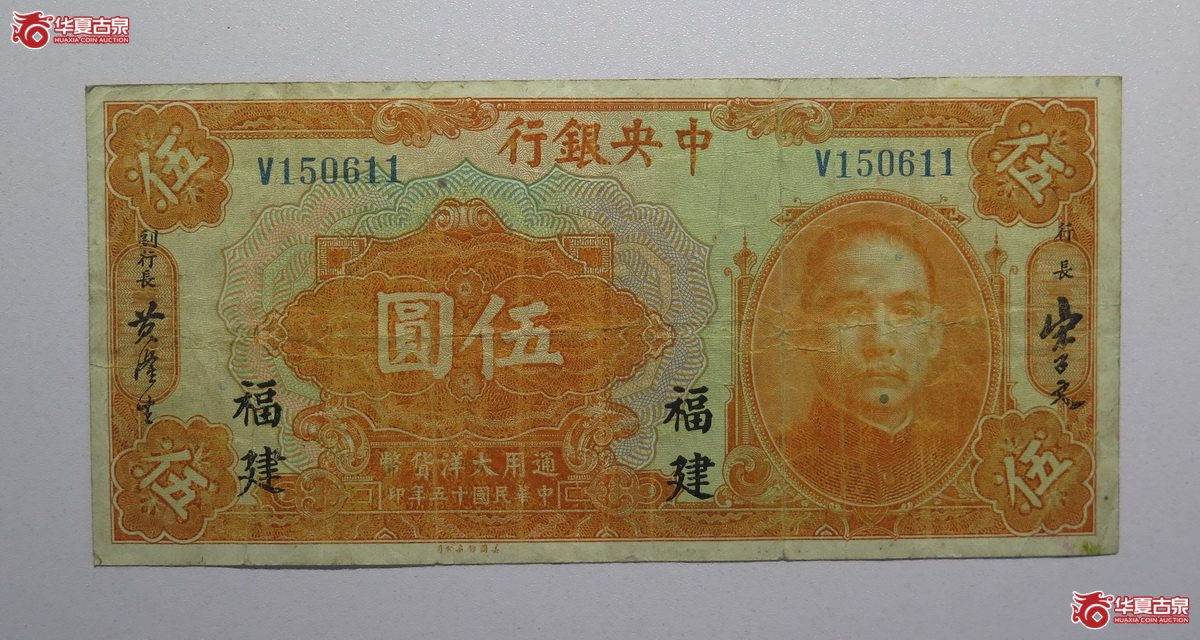 华夏古泉
HUAXIA COIN AUCTION
中央銀行
V150611
V150611
伍
伍
行長
宋子文
副行長
黃隆生
伍圓
福建
福建
通用大洋貨幣
中華民國十五年印
伍
伍
华夏古泉
HUAXIA COIN AUCTION